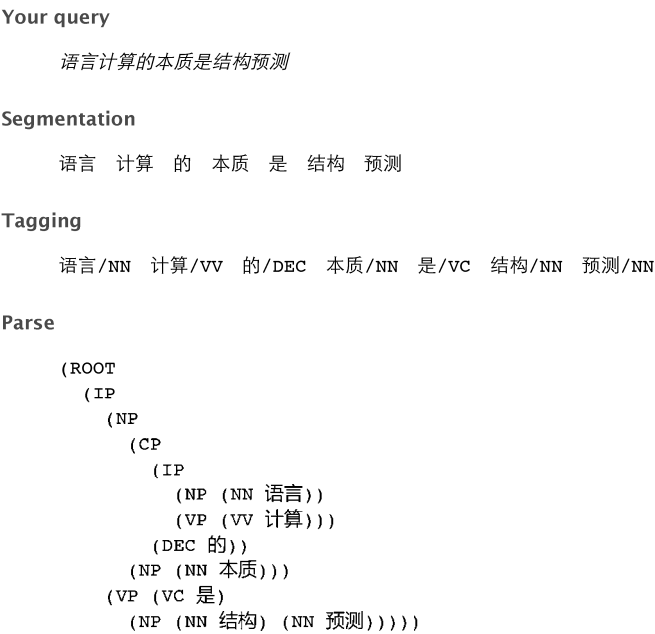 Your query
语言计算的本质是结构预测
Segmentation
语言 计算 的 本质 是 结构 预测
Tagging
语言/NN 计算/VV 的/DEC 本质/NN 是/VC 结构/NN 预测/NN
Parse
(ROOT
(IP
(NP
(CP
(IP
(NP (NN 语言))
(VP (VV 计算)))
(DEC 的))
(NP (NN 本质)))
(VP (VC 是)
(NP (NN 结构) (NN 预测)))))